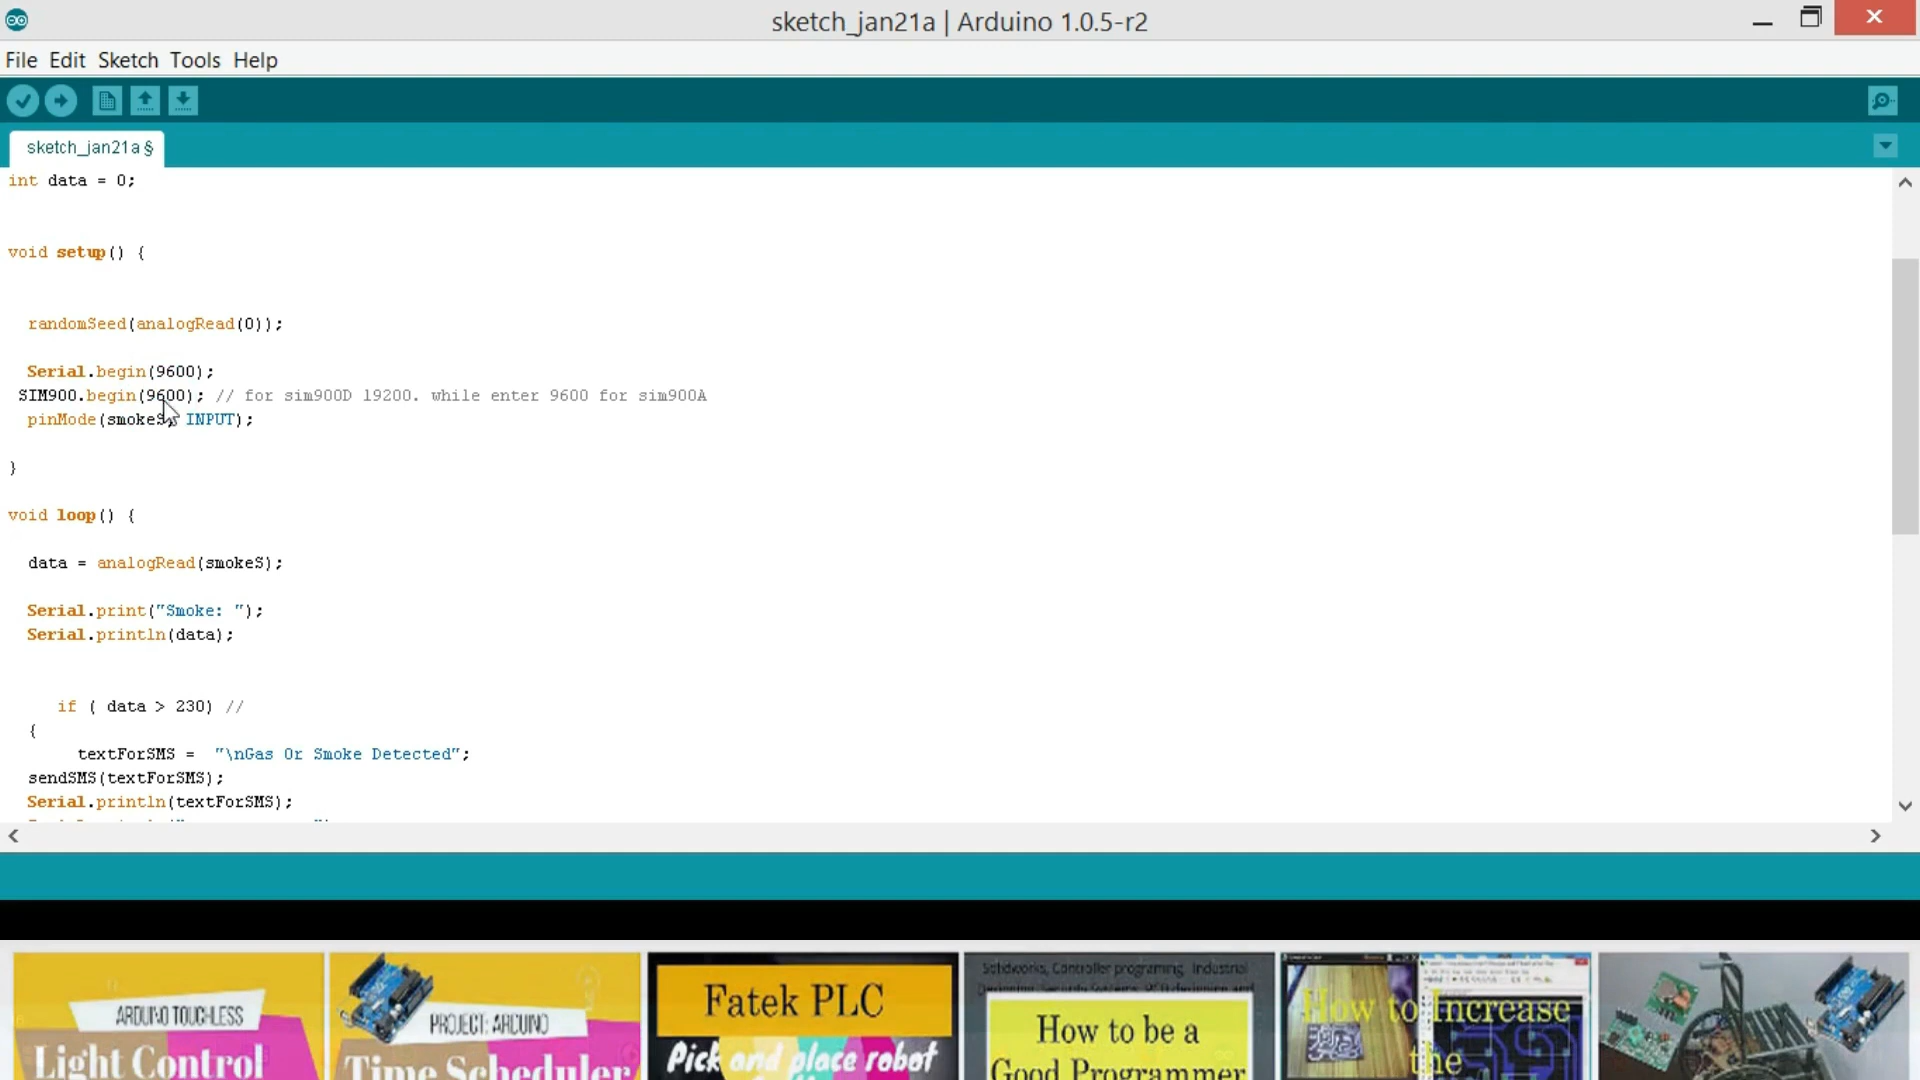 sketch_jan21a | Arduino 1.0.5-r2
File Edit Sketch Tools Help
sketch_jan21a §
int data = 0;
void setup() {
randomSeed(analogRead(0));
Serial.begin(9600);
SIM900.begin(9600); // for sim900D 19200. while enter 9600 for sim900A
pinMode(smokeS, INPUT);
}
void loop() {
data = analogRead(smokeS);
Serial.print("Smoke: ");
Serial.println(data);
if ( data > 230) //
{
textForSMS = "\nGas Or Smoke Detected";
sendSMS(textForSMS);
Serial.println(textForSMS);
ARDUINO TOUCHLESS
Light Control
PROJECT: ARDUINO
Time Scheduler
Fatek PLC
Pick and place robot
Solidworks, Controller programing, Industrial
How to be a
Good Programmer
How to Increase
the